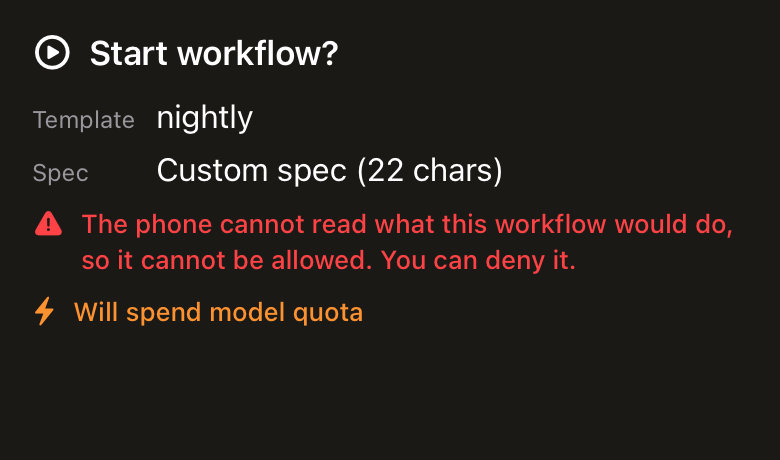 Start workflow?
Template nightly
Spec Custom spec (22 chars)
The phone cannot read what this workflow would do,
so it cannot be allowed. You can deny it.
Will spend model quota